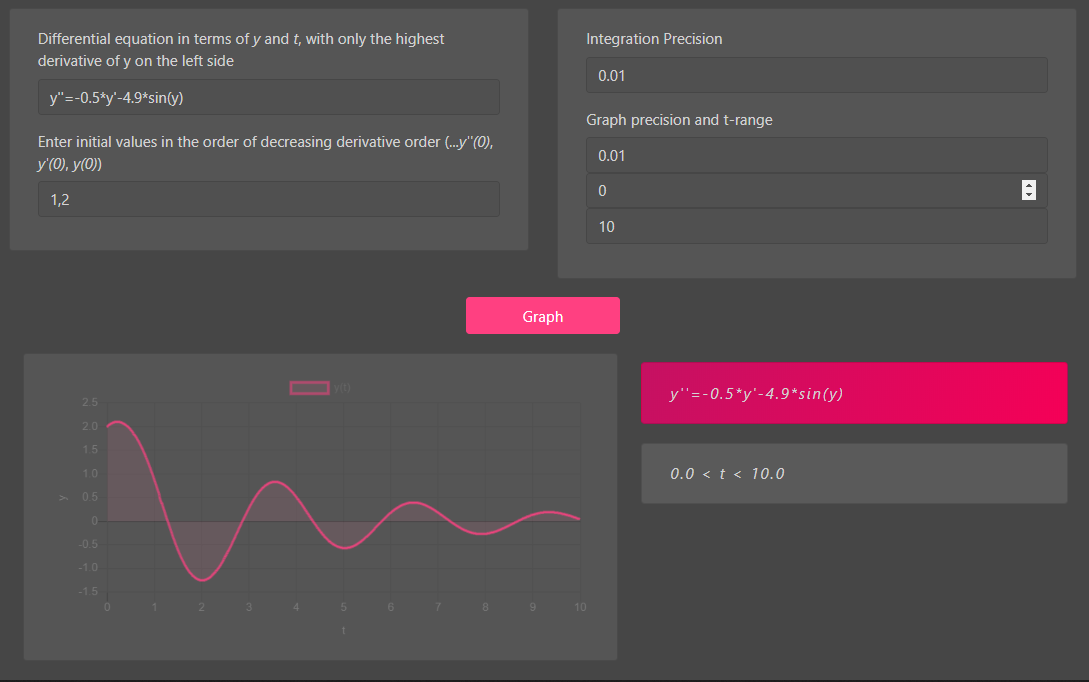 Differential equation in terms of y and t, with only the highest
derivative of y on the left side
y''=-0.5*y'-4.9*sin(y)
Enter initial values in the order of decreasing derivative order (...y''(0),
y'(0), y(0))
1,2
Integration Precision
0.01
Graph precision and t-range
0.01
0
10
Graph
y(t)
2.5
2.0
1.5
1.0
0.5
0
-0.5
-1.0
-1.5
y
0 1 2 3 4 5 6 7 8 9 10
t
y''=-0.5*y'-4.9*sin(y)
0.0 < t < 10.0